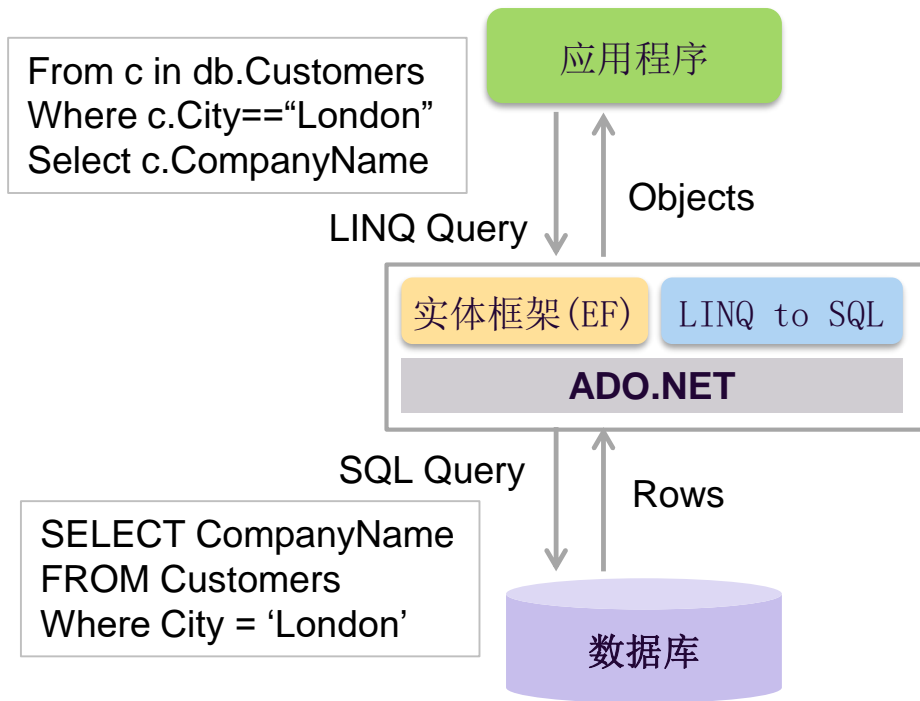 应用程序
From c in db.Customers
Where c.City==“London”
Select c.CompanyName
Objects
LINQ Query
实体框架(EF)
LINQ to SQL
ADO.NET
SQL Query
Rows
SELECT CompanyName
FROM Customers
Where City = ‘London’
数据库